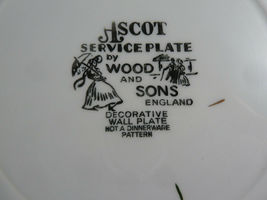 ASCOT
SERVICE PLATE
by
WOOD
AND
SONS
ENGLAND
DECORATIVE
WALL PLATE
NOT A DINNERWARE
PATTERN